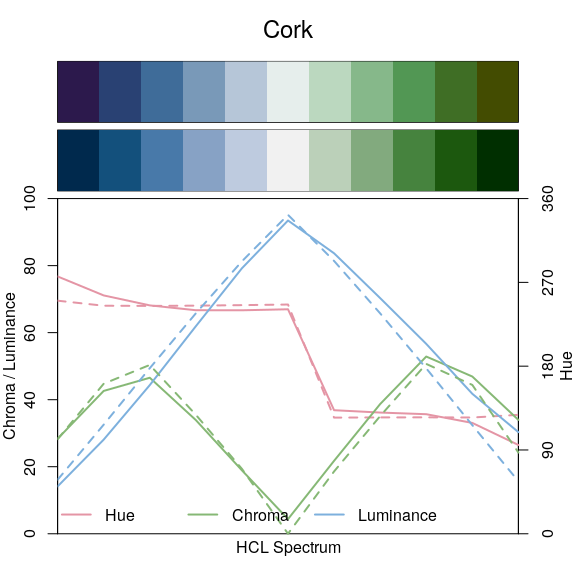 Cork
100
80
60
40
20
0
Chroma / Luminance
360
270
180
90
0
Hue
Hue
Chroma
Luminance
HCL Spectrum